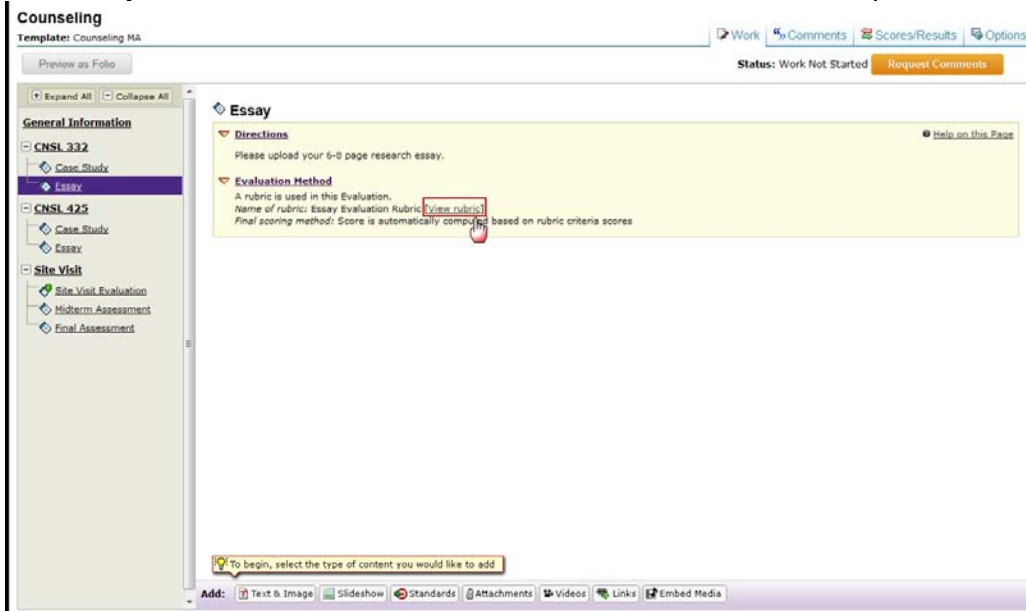 Counseling
Template: Counseling MA
Work Comments Scores/Results Options
Preview as Folio
Status: Work Not Started Request Comments
Expand All Collapse All
General Information
CNSL 332
Case Study
Essay
CNSL 425
Case Study
Essay
Site Visit
Site Visit Evaluation
Midterm Assessment
Final Assessment
Essay
Directions Help on this Page
Please upload your 6-8 page research essay.
Evaluation Method
A rubric is used in this Evaluation.
Name of rubric: Essay Evaluation Rubric [View rubric]
Final scoring method: Score is automatically computed based on rubric criteria scores
To begin, select the type of content you would like to add
Add: Text & Image Slideshow Standards Attachments Videos Links Embed Media